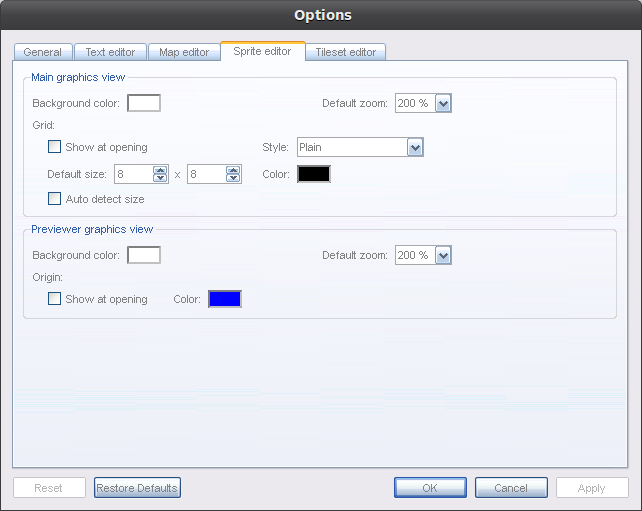 Options
General Text editor Map editor Sprite editor Tileset editor
Main graphics view
Background color: Default zoom: 200 %
Grid:
Show at opening Style: Plain
Default size: 8 x 8 Color:
Auto detect size
Previewer graphics view
Background color: Default zoom: 200 %
Origin:
Show at opening Color:
Reset Restore Defaults OK Cancel Apply